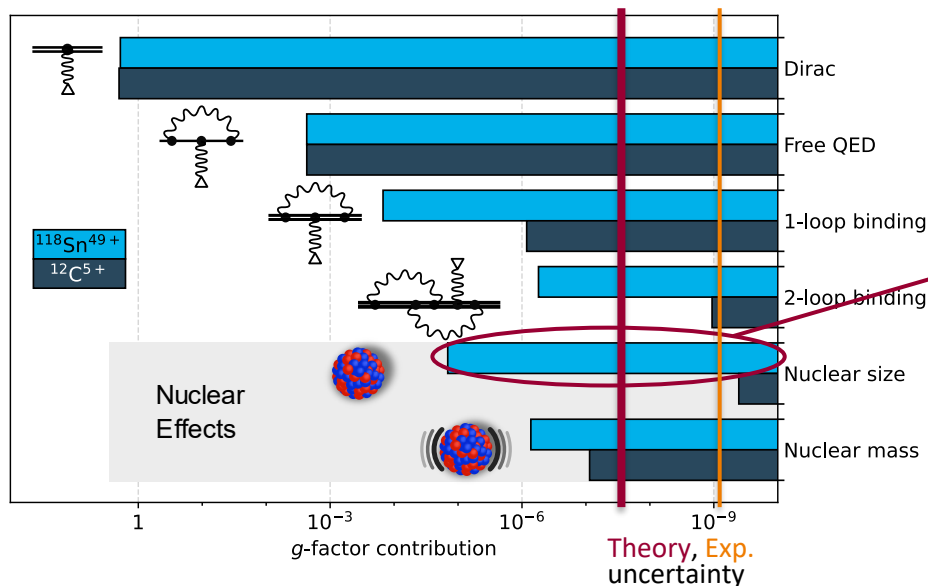 Dirac
Free QED
1-loop binding
¹¹⁸Sn⁴⁹⁺
¹²C⁵⁺
2-loop binding
Nuclear size
Nuclear
Effects
Nuclear mass
1
10⁻³
10⁻⁶
10⁻⁹
g-factor contribution
Theory, Exp.
uncertainty